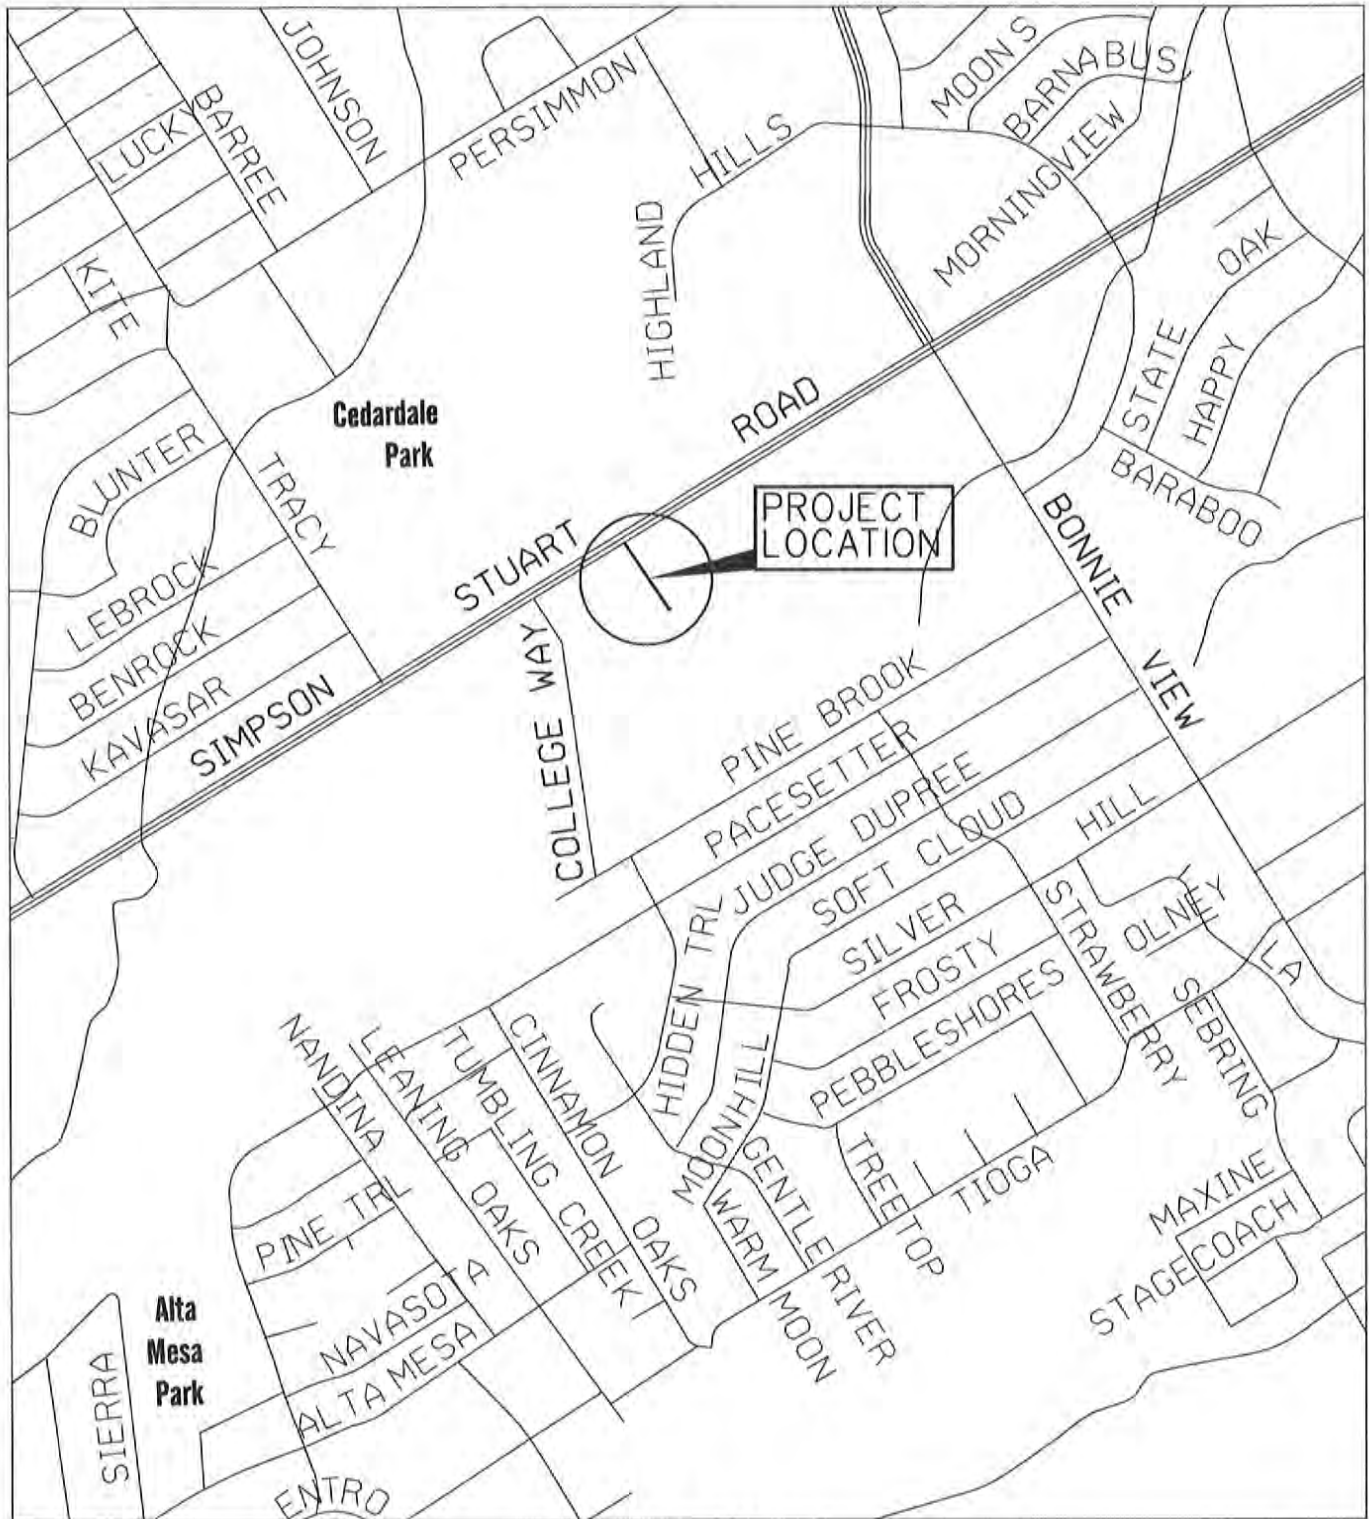 JOHNSON
PERSIMMON
MOON S
BARNABUS
LUCKY
BARREE
HILLS
MORNINGVIEW
HIGHLAND
KITE
OAK
STATE
HAPPY
Cedardale
Park
ROAD
BLUNTER
TRACY
BARABOO
PROJECT
LOCATION
BONNIE
VIEW
STUART
LEBROCK
BENROCK
KAVASAR
SIMPSON
COLLEGE WAY
PINE BROOK
PACESETTER
JUDGE DUPREE
SOFT CLOUD
HILL
SILVER
FROSTY
PEBBLESHORES
HIDDEN TRL
STRAWBERRY
OLNEY
LA
SEBRING
NANDINA
LEANING OAKS
TUMBLING CREEK
CINNAMON OAKS
MOONHILL
GENTLE RIVER
WARM MOON
TREETOP
TIOGA
MAXINE
STAGECOACH
PINE TRL
NAVASOTA
ALTA MESA
Alta
Mesa
Park
SIERRA
ENTRO